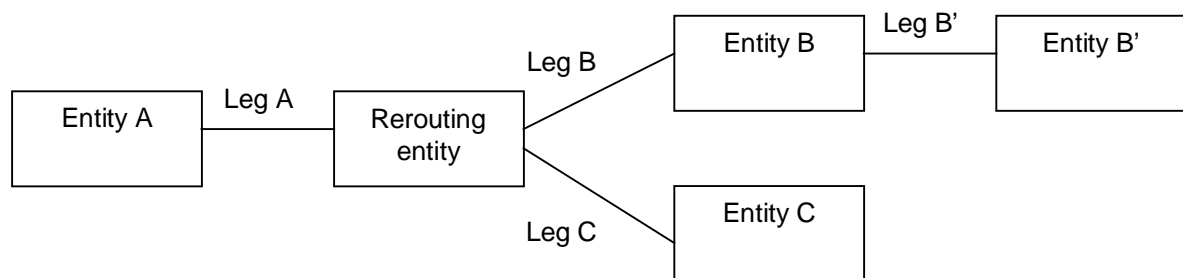 Entity A
Leg A
Rerouting
entity
Leg B
Entity B
Leg B’
Entity B’
Leg C
Entity C